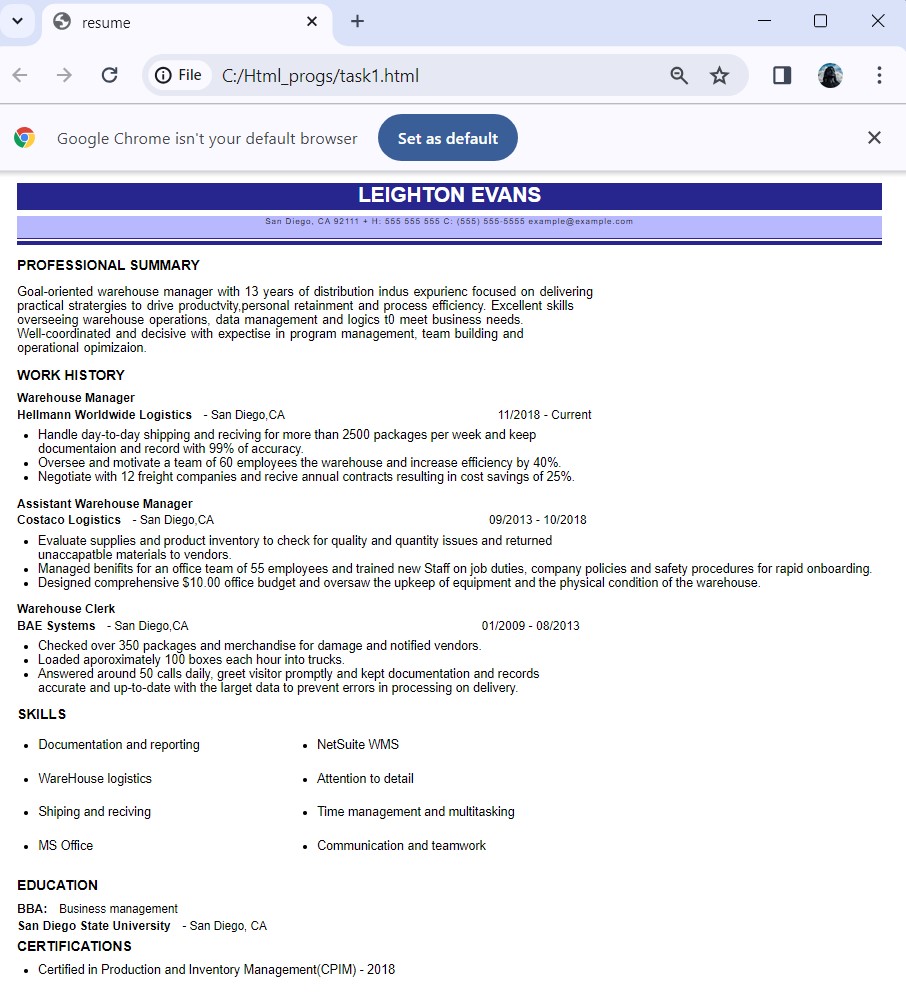 resume
File C:/Html_progs/task1.html
Google Chrome isn't your default browser Set as default
LEIGHTON EVANS
San Diego, CA 92111 + H: 555 555 555 C: (555) 555-5555 example@example.com
PROFESSIONAL SUMMARY
Goal-oriented warehouse manager with 13 years of distribution indus expurienc focused on delivering
practical stratergies to drive productvity,personal retainment and process efficiency. Excellent skills
overseeing warehouse operations, data management and logics t0 meet business needs.
Well-coordinated and decisive with expectise in program management, team building and
operational opimizaion.
WORK HISTORY
Warehouse Manager
Hellmann Worldwide Logistics - San Diego,CA 11/2018 - Current
• Handle day-to-day shipping and reciving for more than 2500 packages per week and keep
documentaion and record with 99% of accuracy.
• Oversee and motivate a team of 60 employees the warehouse and increase efficiency by 40%.
• Negotiate with 12 freight companies and recive annual contracts resulting in cost savings of 25%.
Assistant Warehouse Manager
Costaco Logistics - San Diego,CA 09/2013 - 10/2018
• Evaluate supplies and product inventory to check for quality and quantity issues and returned
unaccapatble materials to vendors.
• Managed benifits for an office team of 55 employees and trained new Staff on job duties, company policies and safety procedures for rapid onboarding.
• Designed comprehensive $10.00 office budget and oversaw the upkeep of equipment and the physical condition of the warehouse.
Warehouse Clerk
BAE Systems - San Diego,CA 01/2009 - 08/2013
• Checked over 350 packages and merchandise for damage and notified vendors.
• Loaded aporoximately 100 boxes each hour into trucks.
• Answered around 50 calls daily, greet visitor promptly and kept documentation and records
accurate and up-to-date with the larget data to prevent errors in processing on delivery.
SKILLS
• Documentation and reporting • NetSuite WMS
• WareHouse logistics • Attention to detail
• Shiping and reciving • Time management and multitasking
• MS Office • Communication and teamwork
EDUCATION
BBA: Business management
San Diego State University - San Diego, CA
CERTIFICATIONS
• Certified in Production and Inventory Management(CPIM) - 2018